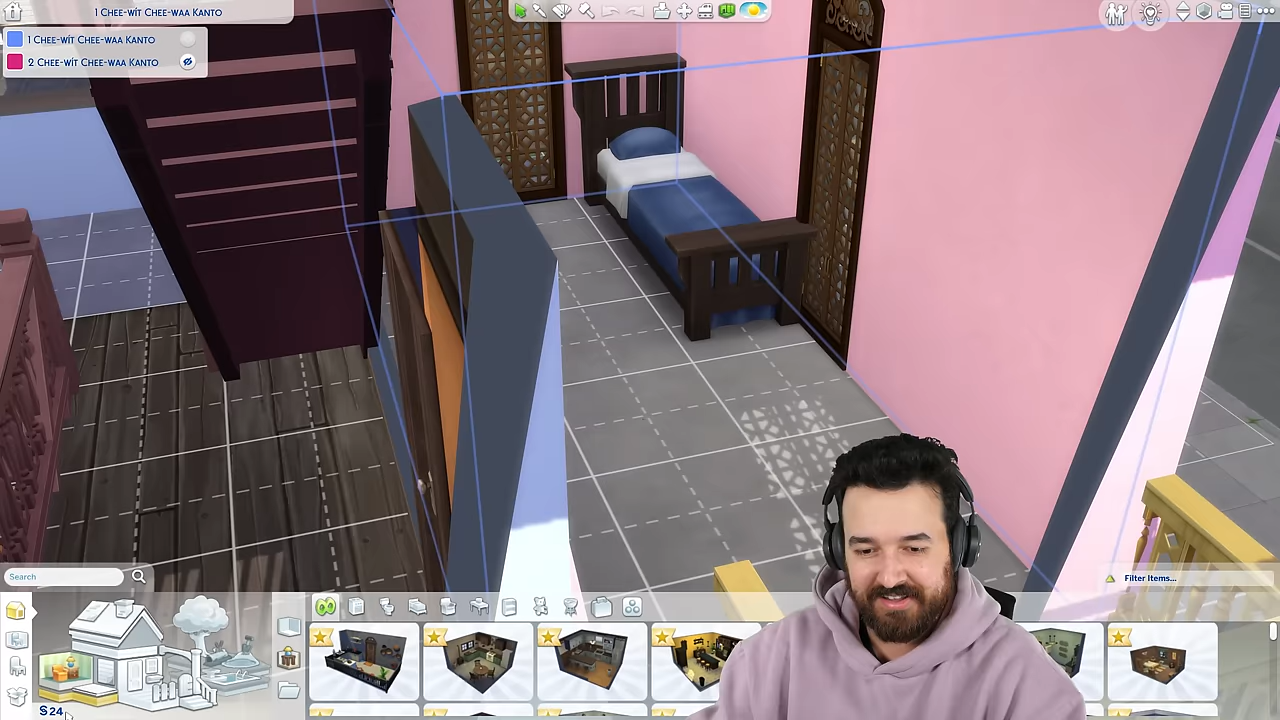 1 Chee-wit Chee-waa Kanto
1 Chee-wit Chee-waa Kanto
2 Chee-wit Chee-waa Kanto
Search
Filter Items...
§24